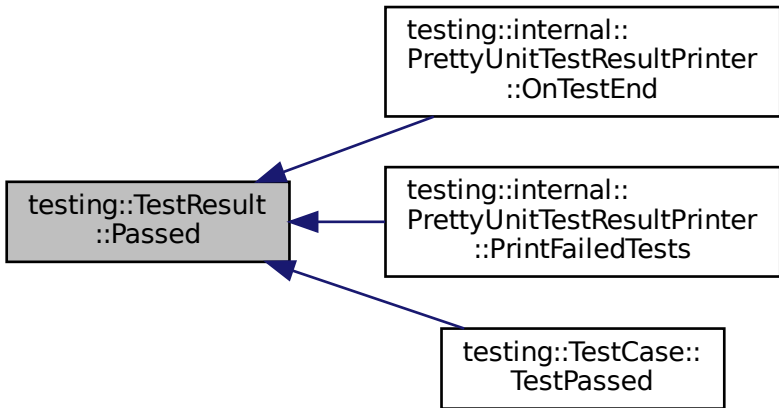 testing::internal::
PrettyUnitTestResultPrinter
::OnTestEnd
testing::TestResult
::Passed
testing::internal::
PrettyUnitTestResultPrinter
::PrintFailedTests
testing::TestCase::
TestPassed